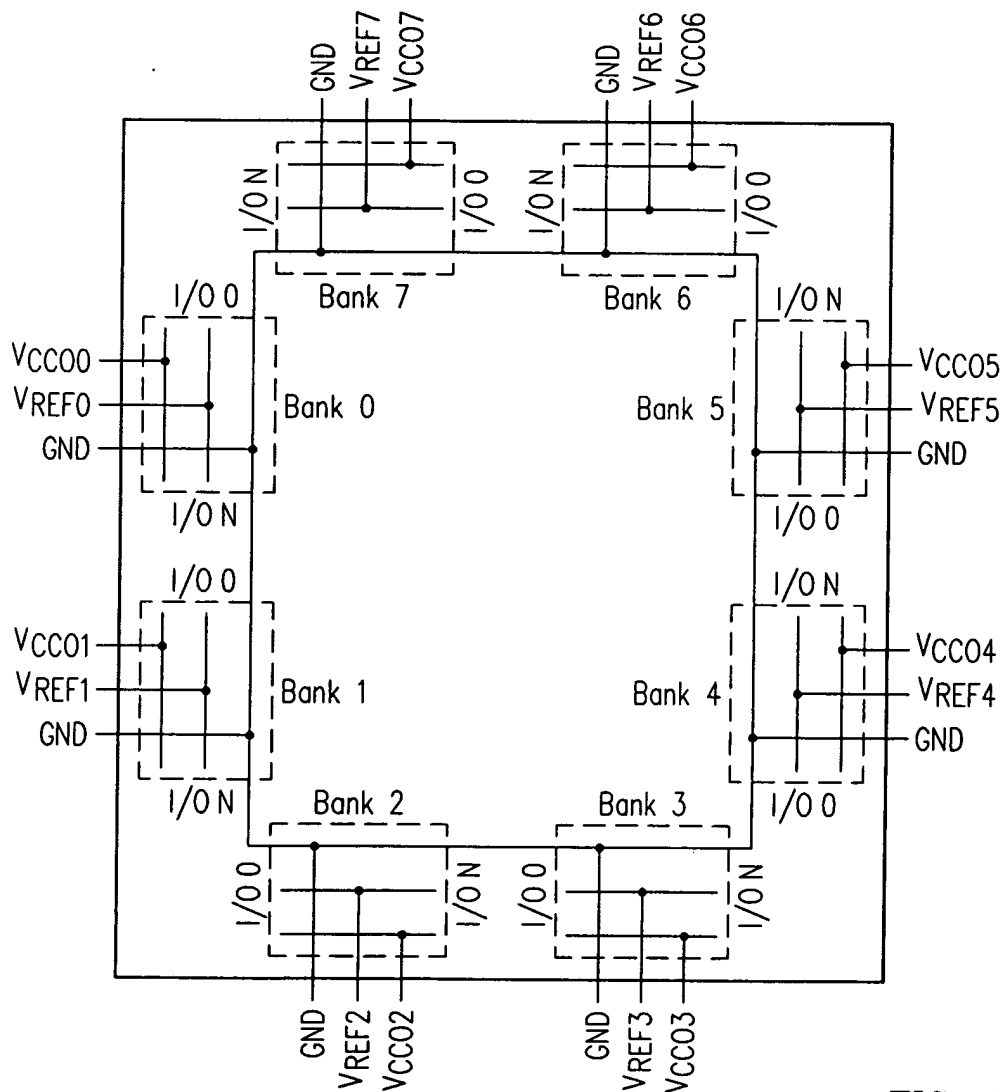 GND
VREF7
VCCO7
GND
VREF6
VCCO6
I/O N
I/O 0
I/O N
I/O 0
Bank 7
Bank 6
I/O 0
I/O N
VCCO0
VREF0
GND
Bank 0
Bank 5
VCCO5
VREF5
GND
I/O N
I/O 0
I/O 0
I/O N
VCCO1
VREF1
GND
Bank 1
Bank 4
VCCO4
VREF4
GND
I/O N
I/O 0
Bank 2
Bank 3
I/O 0
I/O N
I/O 0
I/O N
GND
VREF2
VCCO2
GND
VREF3
VCCO3